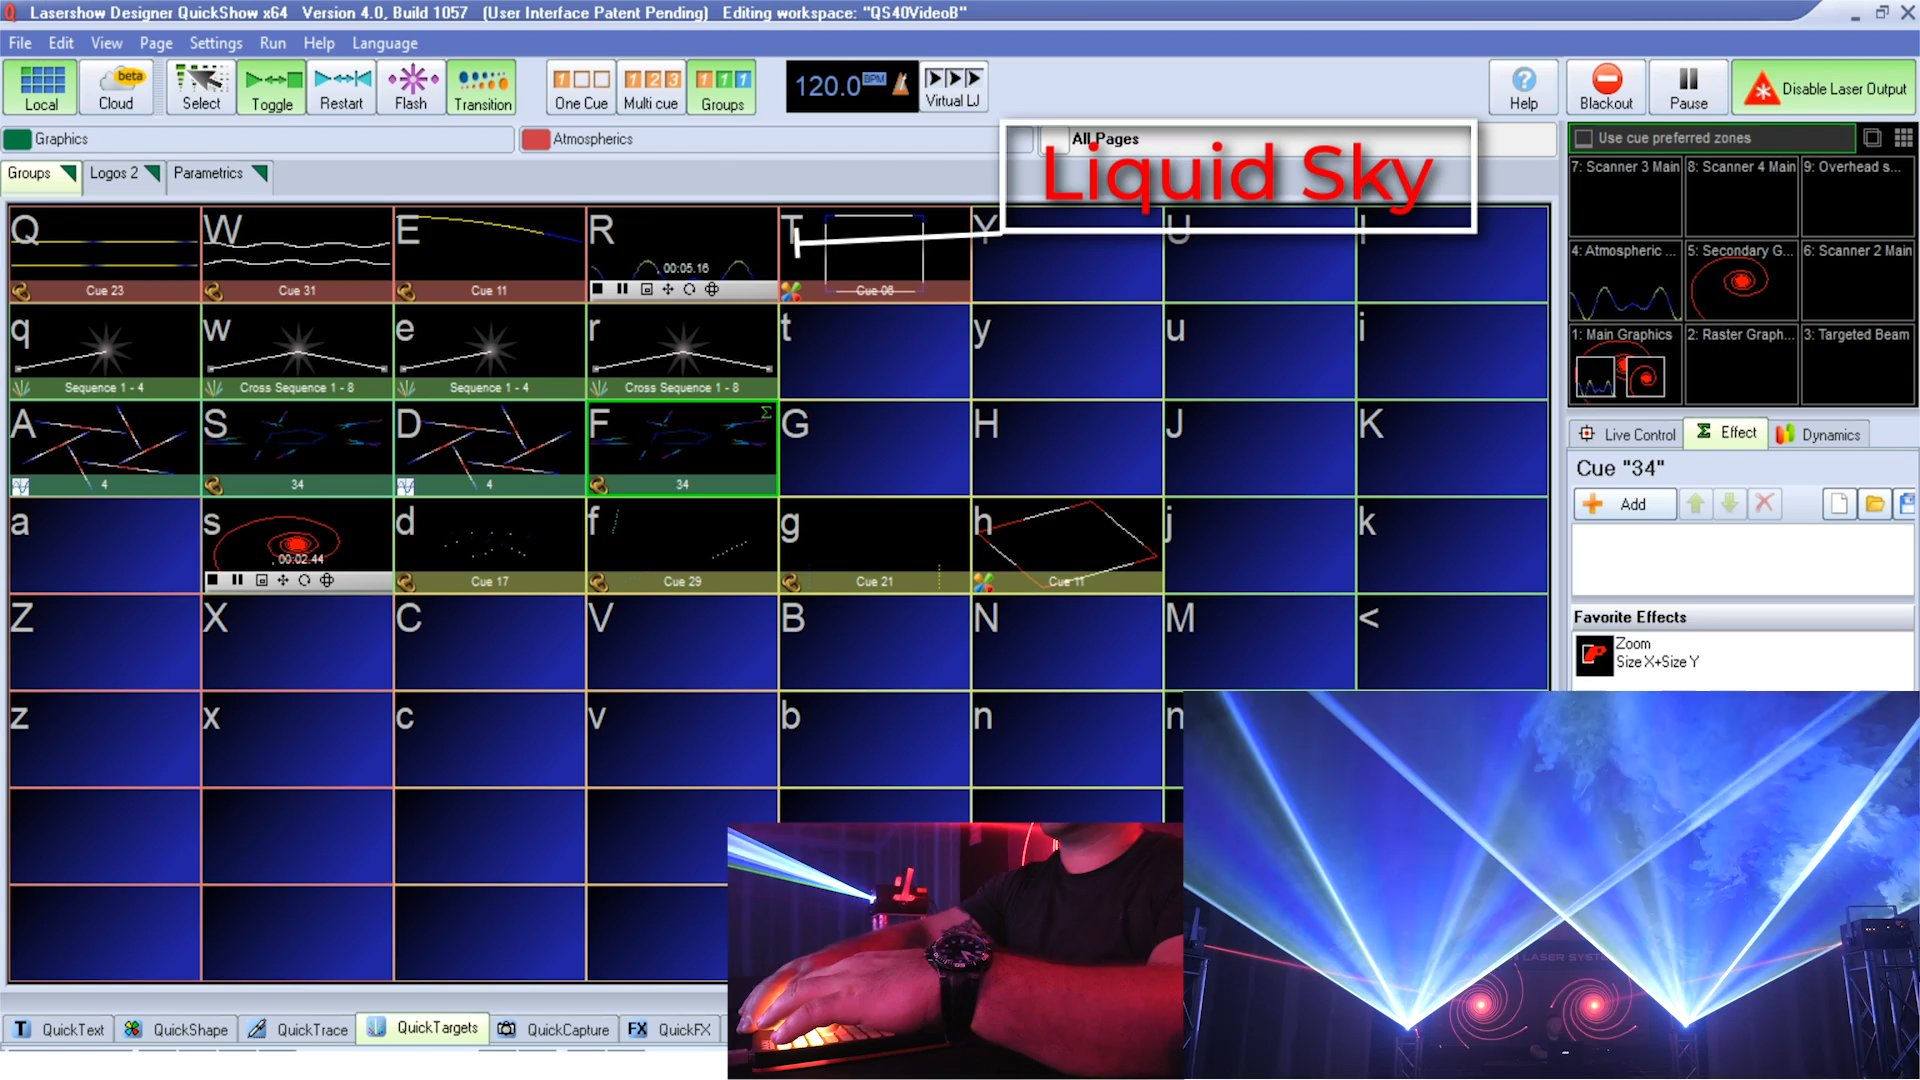 Lasershow Designer QuickShow x64 Version 4.0, Build 1057 (User Interface Patent Pending) Editing workspace: "QS40VideoB"
File Edit View Page Settings Run Help Language
Local
beta
Cloud
Select
Toggle
Restart
Flash
Transition
One Cue
Multi cue
Groups
120.0 BPM
Virtual LJ
Help
Blackout
Pause
Disable Laser Output
Graphics
Atmospherics
All Pages
Liquid Sky
Groups
Logos 2
Parametrics
Use cue preferred zones
7: Scanner 3 Main
8: Scanner 4 Main
9: Overhead s...
4: Atmospheric ...
5: Secondary G...
6: Scanner 2 Main
1: Main Graphics
2: Raster Graph...
3: Targeted Beam
Q W E R T Y U I
00:05.16
Cue 23
Cue 31
Cue 11
Cue 06
q w e r t y u i
Sequence 1 - 4
Cross Sequence 1 - 8
Sequence 1 - 4
Cross Sequence 1 - 8
A S D F G H J K
4
34
4
34
a s d f g h j k
00:02.44
Cue 17
Cue 29
Cue 21
Cue 11
Z X C V B N M <
z x c v b n
Live Control
Σ Effect
Dynamics
Cue "34"
Add
Favorite Effects
Zoom
Size X+Size Y
T QuickText
QuickShape
QuickTrace
QuickTargets
QuickCapture
FX QuickFX